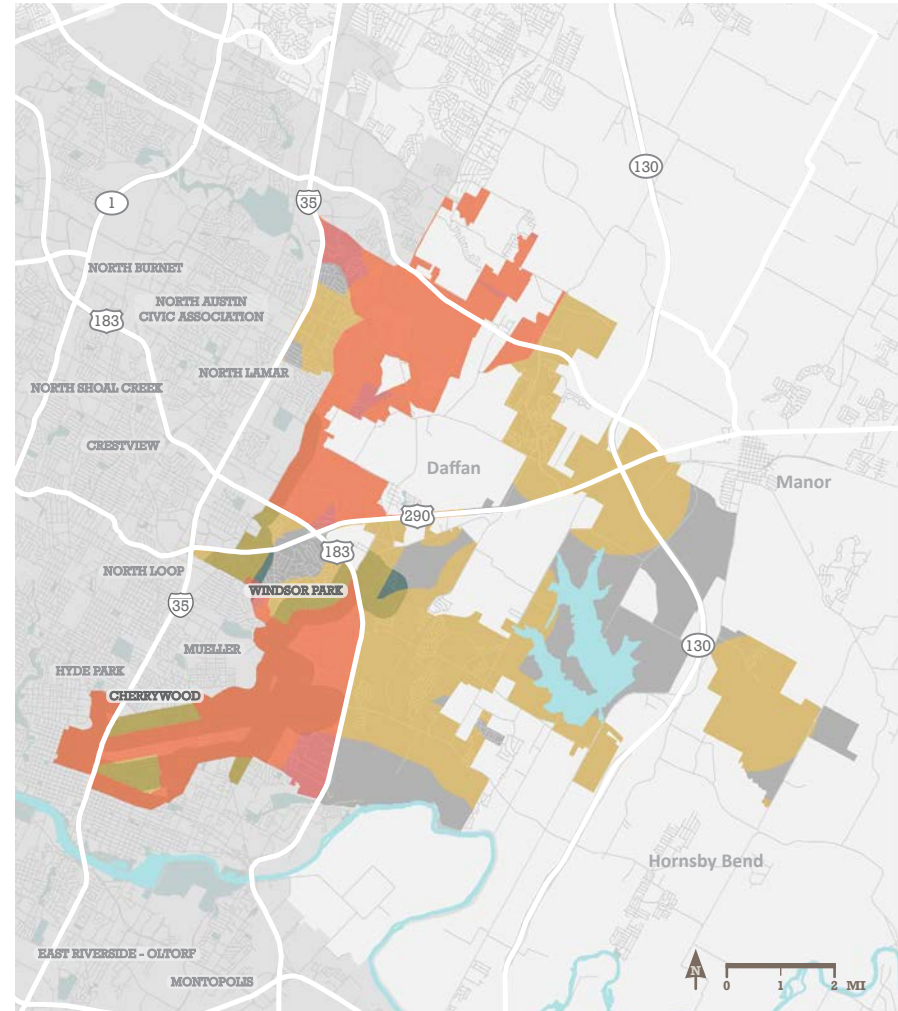 130
1
35
NORTH BURNET
NORTH AUSTIN
CIVIC ASSOCIATION
183
NORTH LAMAR
NORTH SHOAL CREEK
CRESTVIEW
Daffan
Manor
290
183
NORTH LOOP
WINDSOR PARK
35
MUELLER
130
HYDE PARK
CHERRYWOOD
Hornsby Bend
EAST RIVERSIDE - OLTORF
MONTOPOLIS
N
0 1 2 MI